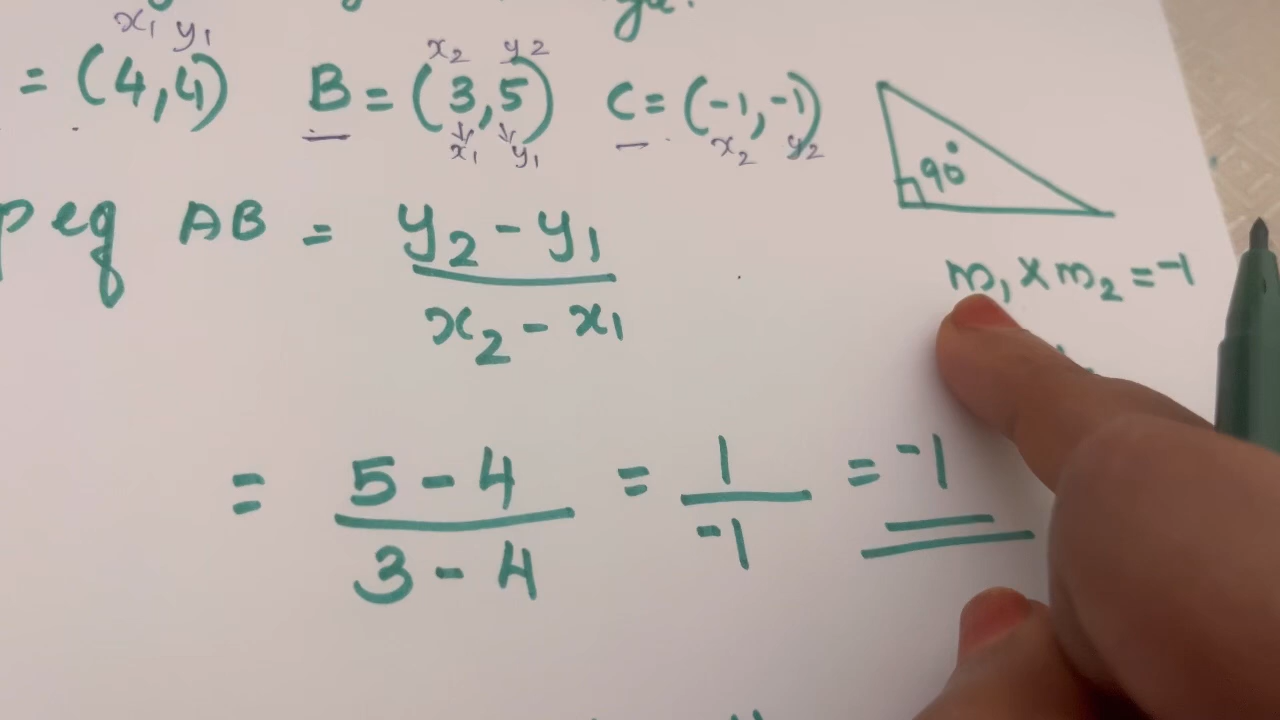 x₁ y₁ x₂ y2
= (4,4) B = (3,5) C = (-1,-1)
x₁ y₁ x₂ y₂
90°
AB = y₂ - y₁
x₂ - x₁
m₁ × m₂ = -1
= 5 - 4 = 1 = -1
3 - 4 -1